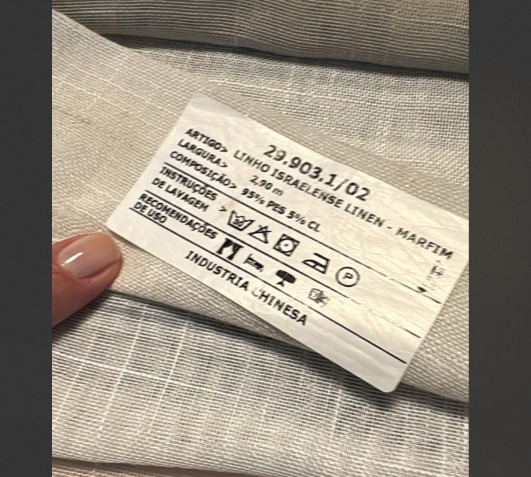 29.903.1/02
ARTIGO> LINHO ISRAELENSE LINEN - MARFIM
LARGURA> 2,90 m
COMPOSIÇÃO> 95% PES 5% CL
INSTRUÇÕES DE LAVAGEM >
P
RECOMENDAÇÕES DE USO
INDUSTRIA CHINESA